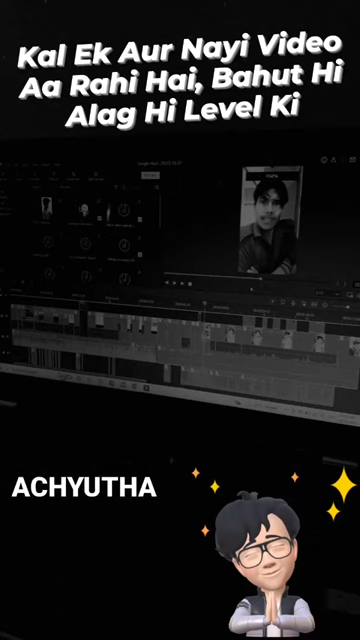 Kal Ek Aur Nayi Video
Aa Rahi Hai, Bahut Hi
Alag Hi Level Ki
ACHYUTHA